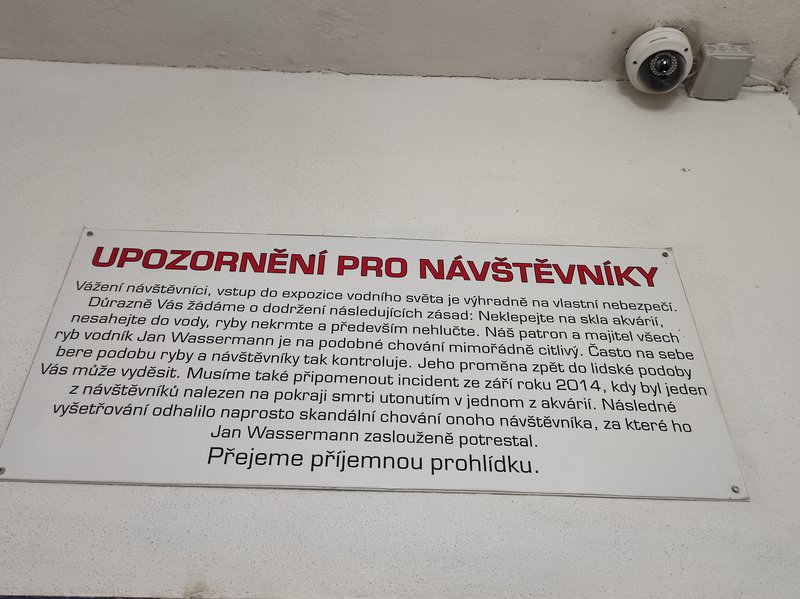 UPOZORNĚNÍ PRO NÁVŠTĚVNÍKY
Vážení návštěvníci, vstup do expozice vodního světa je výhradně na vlastní nebezpečí.
Důrazně Vás žádáme o dodržení následujících zásad: Neklepejte na skla akvárií,
nesahejte do vody, ryby nekrmte a především nehlučte. Náš patron a majitel všech
ryb vodník Jan Wassermann je na podobné chování mimořádně citlivý. Často na sebe
bere podobu ryby a návštěvníky tak kontroluje. Jeho proměna zpět do lidské podoby
Vás může vyděsit. Musíme také připomenout incident ze září roku 2014, kdy byl jeden
z návštěvníků nalezen na pokraji smrti utonutím v jednom z akvárií. Následné
vyšetřování odhalilo naprosto skandální chování onoho návštěvníka, za které ho
Jan Wassermann zaslouženě potrestal.
Přejeme příjemnou prohlídku.